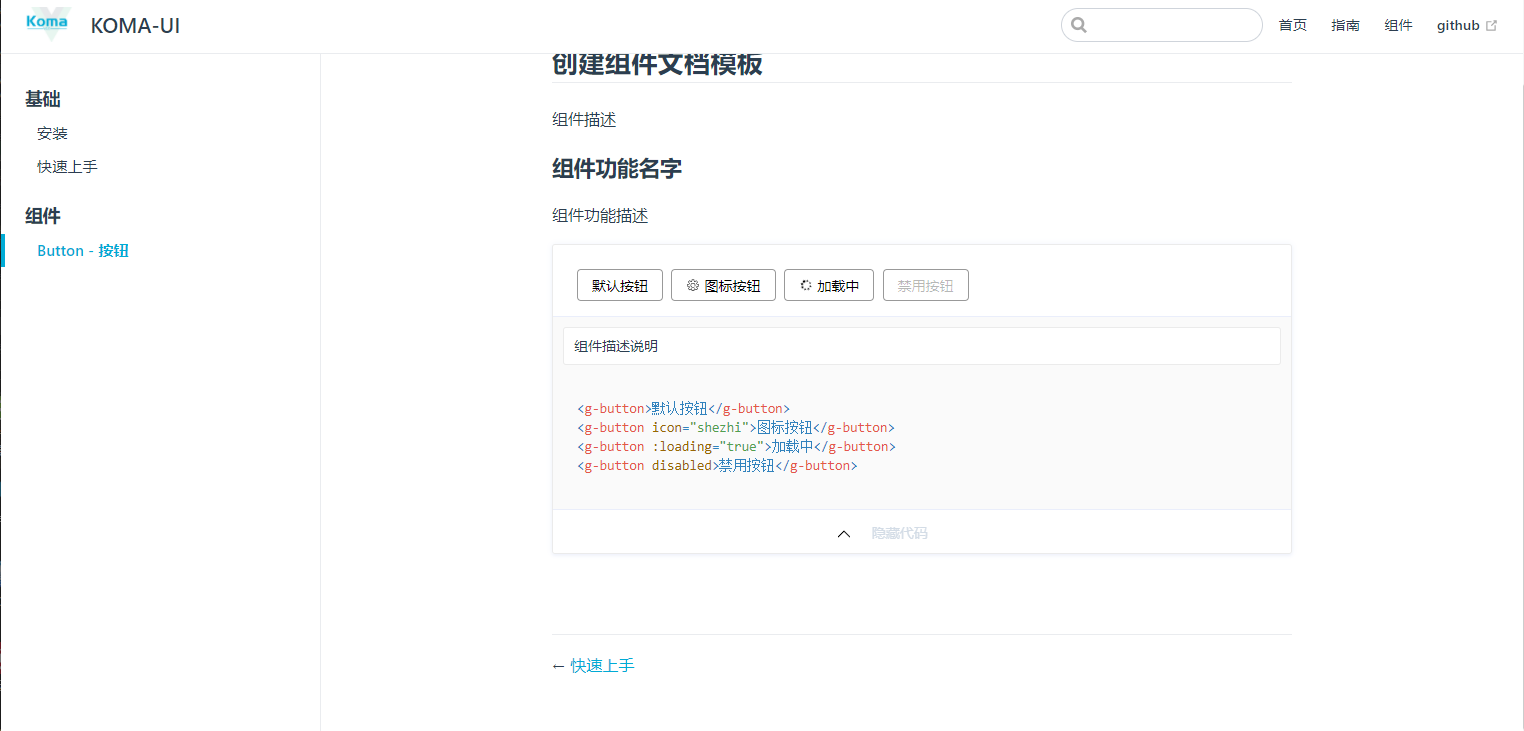 Koma
KOMA-UI
首页 指南 组件 github
基础
安装
快速上手
组件
Button - 按钮
创建组件文档模板
组件描述
组件功能名字
组件功能描述
默认按钮 图标按钮 加载中 禁用按钮
组件描述说明
<g-button>默认按钮</g-button>
<g-button icon="shezhi">图标按钮</g-button>
<g-button :loading="true">加载中</g-button>
<g-button disabled>禁用按钮</g-button>
隐藏代码
← 快速上手